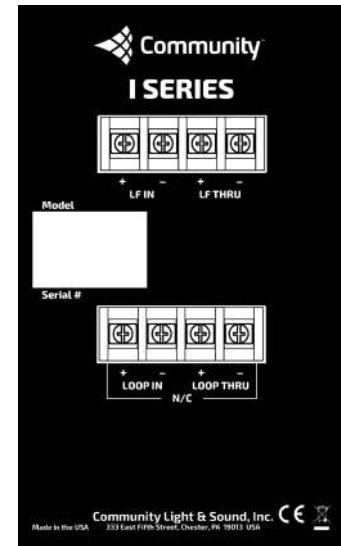 Community
I SERIES
+ − + −
LF IN LF THRU
Model
Serial #
+ − + −
LOOP IN LOOP THRU
N/C
Community Light & Sound, Inc. CE
Made in the USA 333 East Fifth Street, Chester, PA 19013 USA